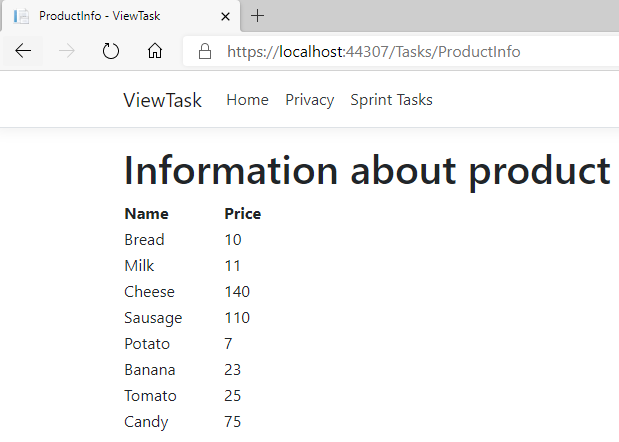 ProductInfo - ViewTask
https://localhost:44307/Tasks/ProductInfo
ViewTask Home Privacy Sprint Tasks
Information about product
Name Price
Bread 10
Milk 11
Cheese 140
Sausage 110
Potato 7
Banana 23
Tomato 25
Candy 75